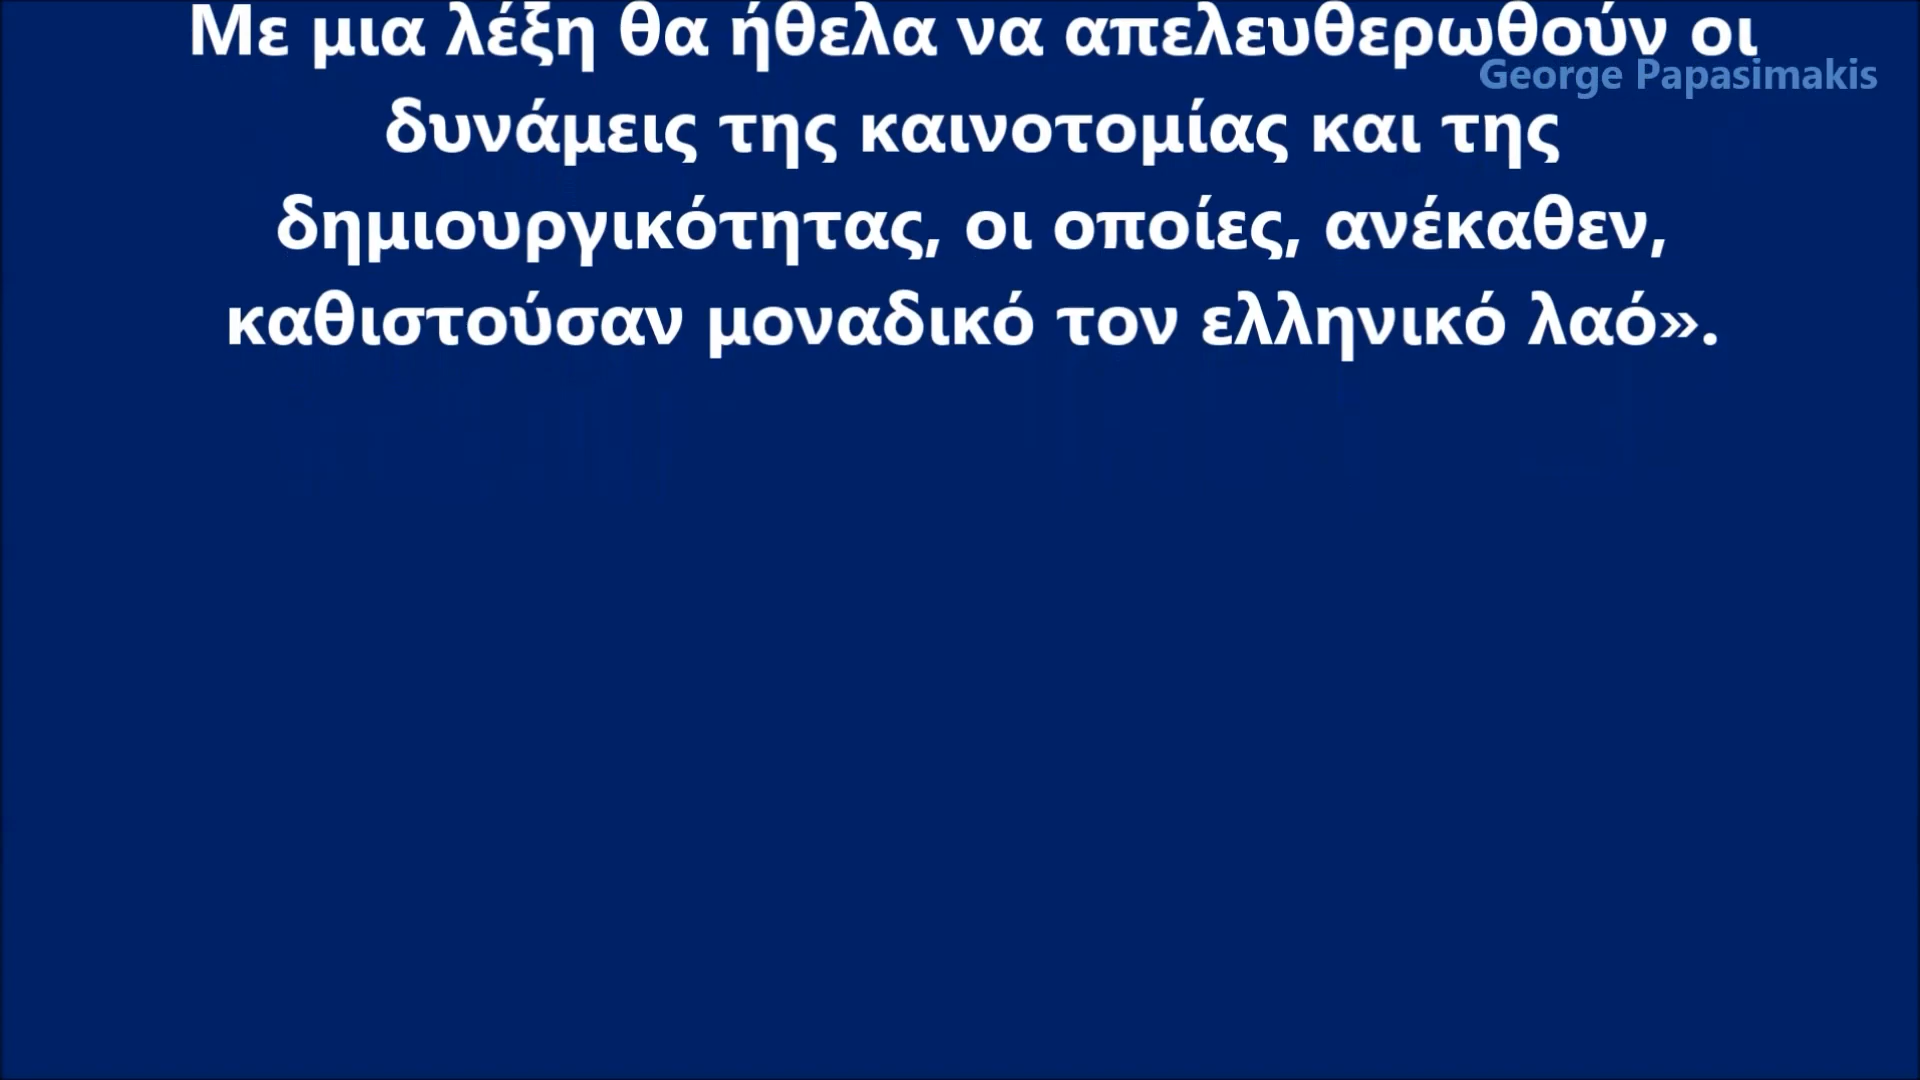 Με μια λέξη θα ήθελα να απελευθερωθούν οι
George Papasimakis
δυνάμεις της καινοτομίας και της
δημιουργικότητας, οι οποίες, ανέκαθεν,
καθιστούσαν μοναδικό τον ελληνικό λαό».